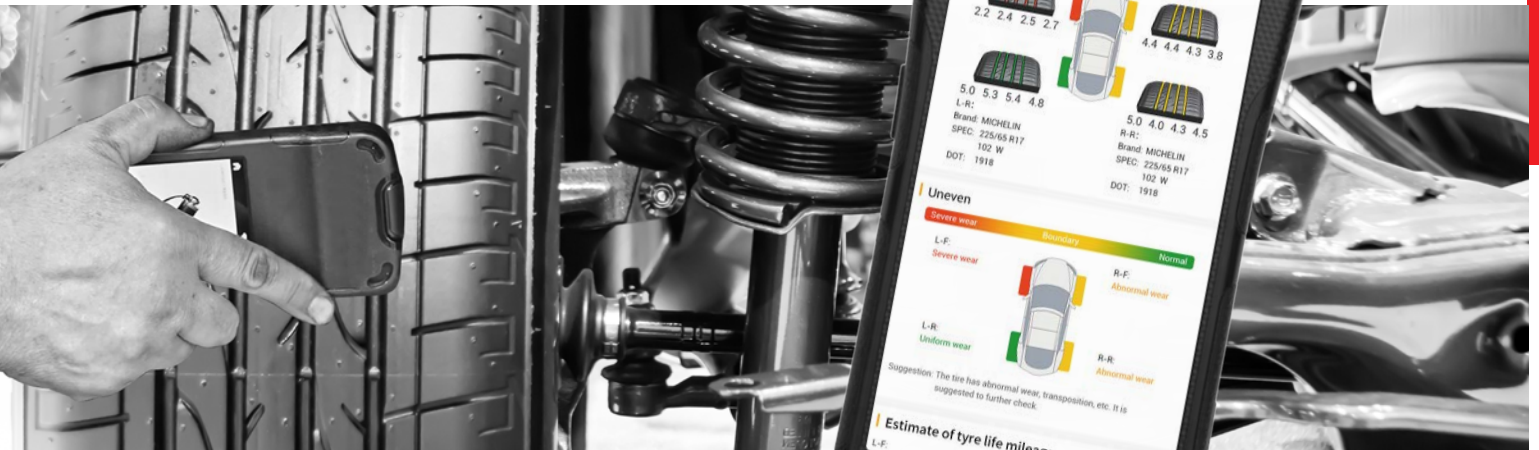 2.2 2.4 2.5 2.7
4.4 4.4 4.3 3.8
5.0 5.3 5.4 4.8
L-R:
Brand: MICHELIN
SPEC: 225/65 R17
102 W
DOT: 1918
5.0 4.0 4.3 4.5
R-R:
Brand: MICHELIN
SPEC: 225/65 R17
102 W
DOT: 1918
Uneven
Severe wear Boundary Normal
L-F:
Severe wear
R-F:
Abnormal wear
L-R:
Uniform wear
R-R:
Abnormal wear
Suggestion: The tire has abnormal wear, transposition, etc. It is
suggested to further check.
Estimate of tyre life
L-F: